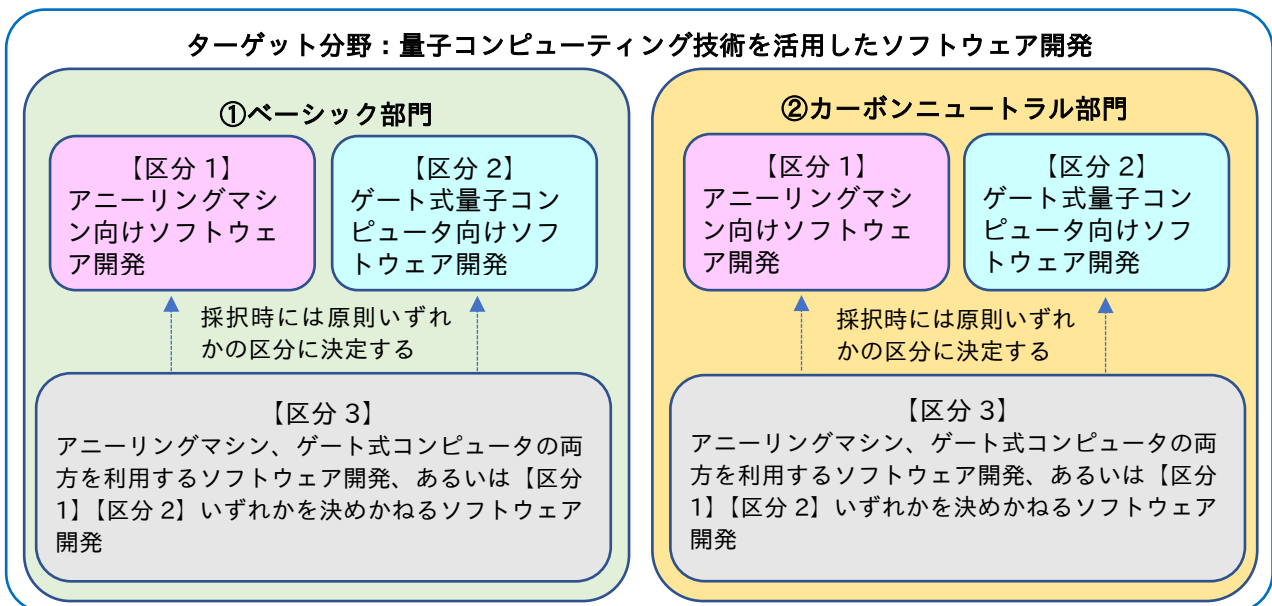 ターゲット分野：量子コンピューティング技術を活用したソフトウェア開発
①ベーシック部門
【区分 1】
アニーリングマシ
ン向けソフトウェ
ア開発
【区分 2】
ゲート式量子コン
ピュータ向けソフ
トウェア開発
採択時には原則いずれ
かの区分に決定する
【区分 3】
アニーリングマシン、ゲート式コンピュータの両
方を利用するソフトウェア開発、あるいは【区分
1】【区分 2】いずれかを決めかねるソフトウェア
開発
②カーボンニュートラル部門
【区分 1】
アニーリングマシ
ン向けソフトウェ
ア開発
【区分 2】
ゲート式量子コン
ピュータ向けソフ
トウェア開発
採択時には原則いずれ
かの区分に決定する
【区分 3】
アニーリングマシン、ゲート式コンピュータの両
方を利用するソフトウェア開発、あるいは【区分
1】【区分 2】いずれかを決めかねるソフトウェア
開発